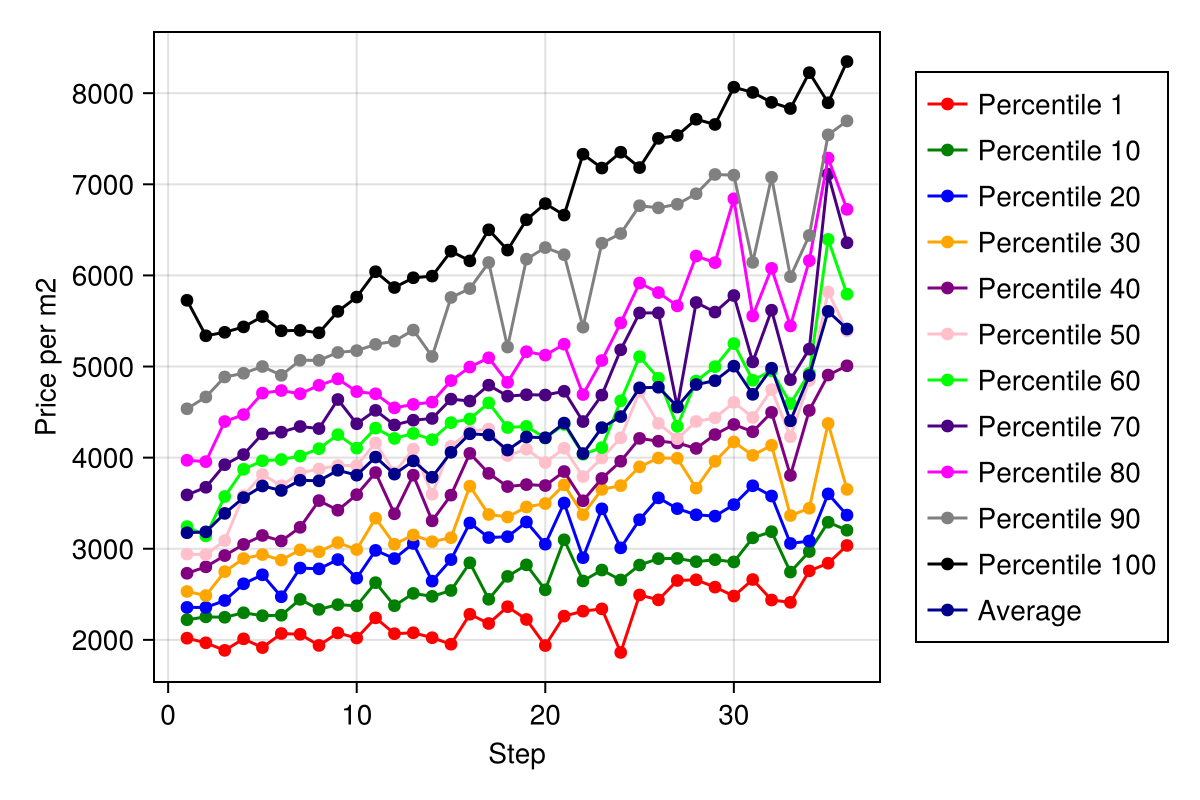 8000
7000
6000
5000
4000
3000
2000
Price per m2
0 10 20 30
Step
Percentile 1
Percentile 10
Percentile 20
Percentile 30
Percentile 40
Percentile 50
Percentile 60
Percentile 70
Percentile 80
Percentile 90
Percentile 100
Average